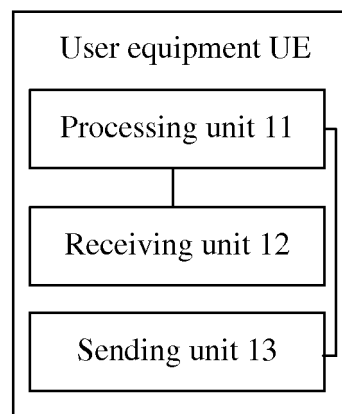 User equipment UE
Processing unit 11
Receiving unit 12
Sending unit 13